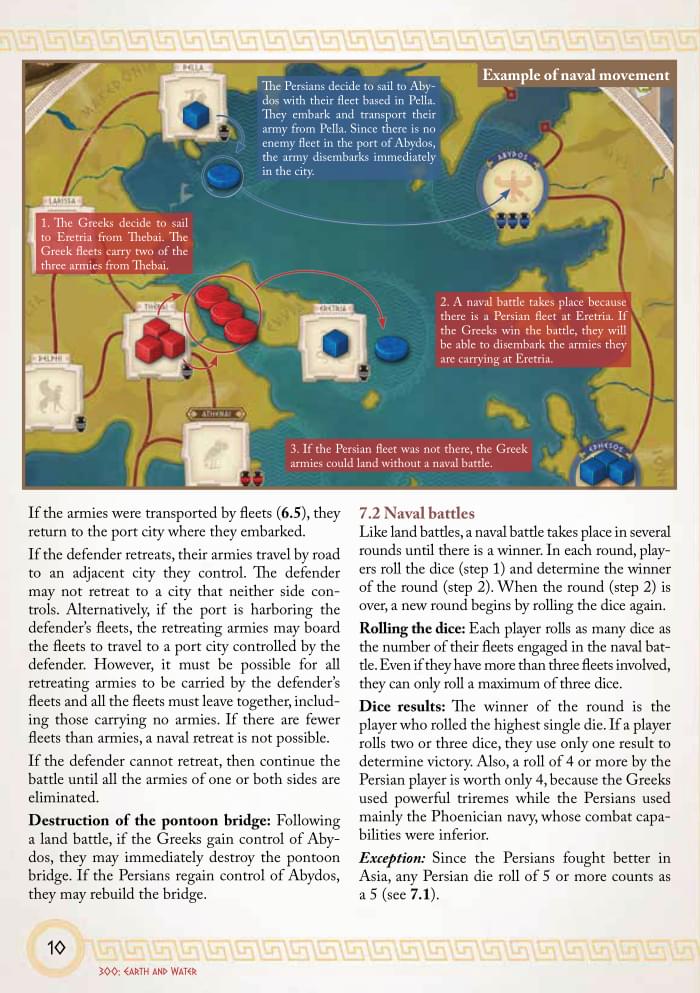 Example of naval movement
PELLA
MACEDONIA
The Persians decide to sail to Aby-
dos with their fleet based in Pella.
They embark and transport their
army from Pella. Since there is no
enemy fleet in the port of Abydos,
the army disembarks immediately
in the city.
ABYDOS
LARISSA
1. The Greeks decide to sail
to Eretria from Thebai. The
Greek fleets carry two of the
three armies from Thebai.
THEBAI
ERETRIA
2. A naval battle takes place because
there is a Persian fleet at Eretria. If
the Greeks win the battle, they will
be able to disembark the armies they
are carrying at Eretria.
DELPHI
ATHENAI
3. If the Persian fleet was not there, the Greek
armies could land without a naval battle.
EPHESOS
If the armies were transported by fleets (6.5), they
return to the port city where they embarked.
If the defender retreats, their armies travel by road
to an adjacent city they control. The defender
may not retreat to a city that neither side con-
trols. Alternatively, if the port is harboring the
defender's fleets, the retreating armies may board
the fleets to travel to a port city controlled by the
defender. However, it must be possible for all
retreating armies to be carried by the defender's
fleets and all the fleets must leave together, includ-
ing those carrying no armies. If there are fewer
fleets than armies, a naval retreat is not possible.
If the defender cannot retreat, then continue the
battle until all the armies of one or both sides are
eliminated.
Destruction of the pontoon bridge: Following
a land battle, if the Greeks gain control of Aby-
dos, they may immediately destroy the pontoon
bridge. If the Persians regain control of Abydos,
they may rebuild the bridge.
7.2 Naval battles
Like land battles, a naval battle takes place in several
rounds until there is a winner. In each round, play-
ers roll the dice (step 1) and determine the winner
of the round (step 2). When the round (step 2) is
over, a new round begins by rolling the dice again.
Rolling the dice: Each player rolls as many dice as
the number of their fleets engaged in the naval bat-
tle. Even if they have more than three fleets involved,
they can only roll a maximum of three dice.
Dice results: The winner of the round is the
player who rolled the highest single die. If a player
rolls two or three dice, they use only one result to
determine victory. Also, a roll of 4 or more by the
Persian player is worth only 4, because the Greeks
used powerful triremes while the Persians used
mainly the Phoenician navy, whose combat capa-
bilities were inferior.
Exception: Since the Persians fought better in
Asia, any Persian die roll of 5 or more counts as
a 5 (see 7.1).
10
300: EARTH AND WATER